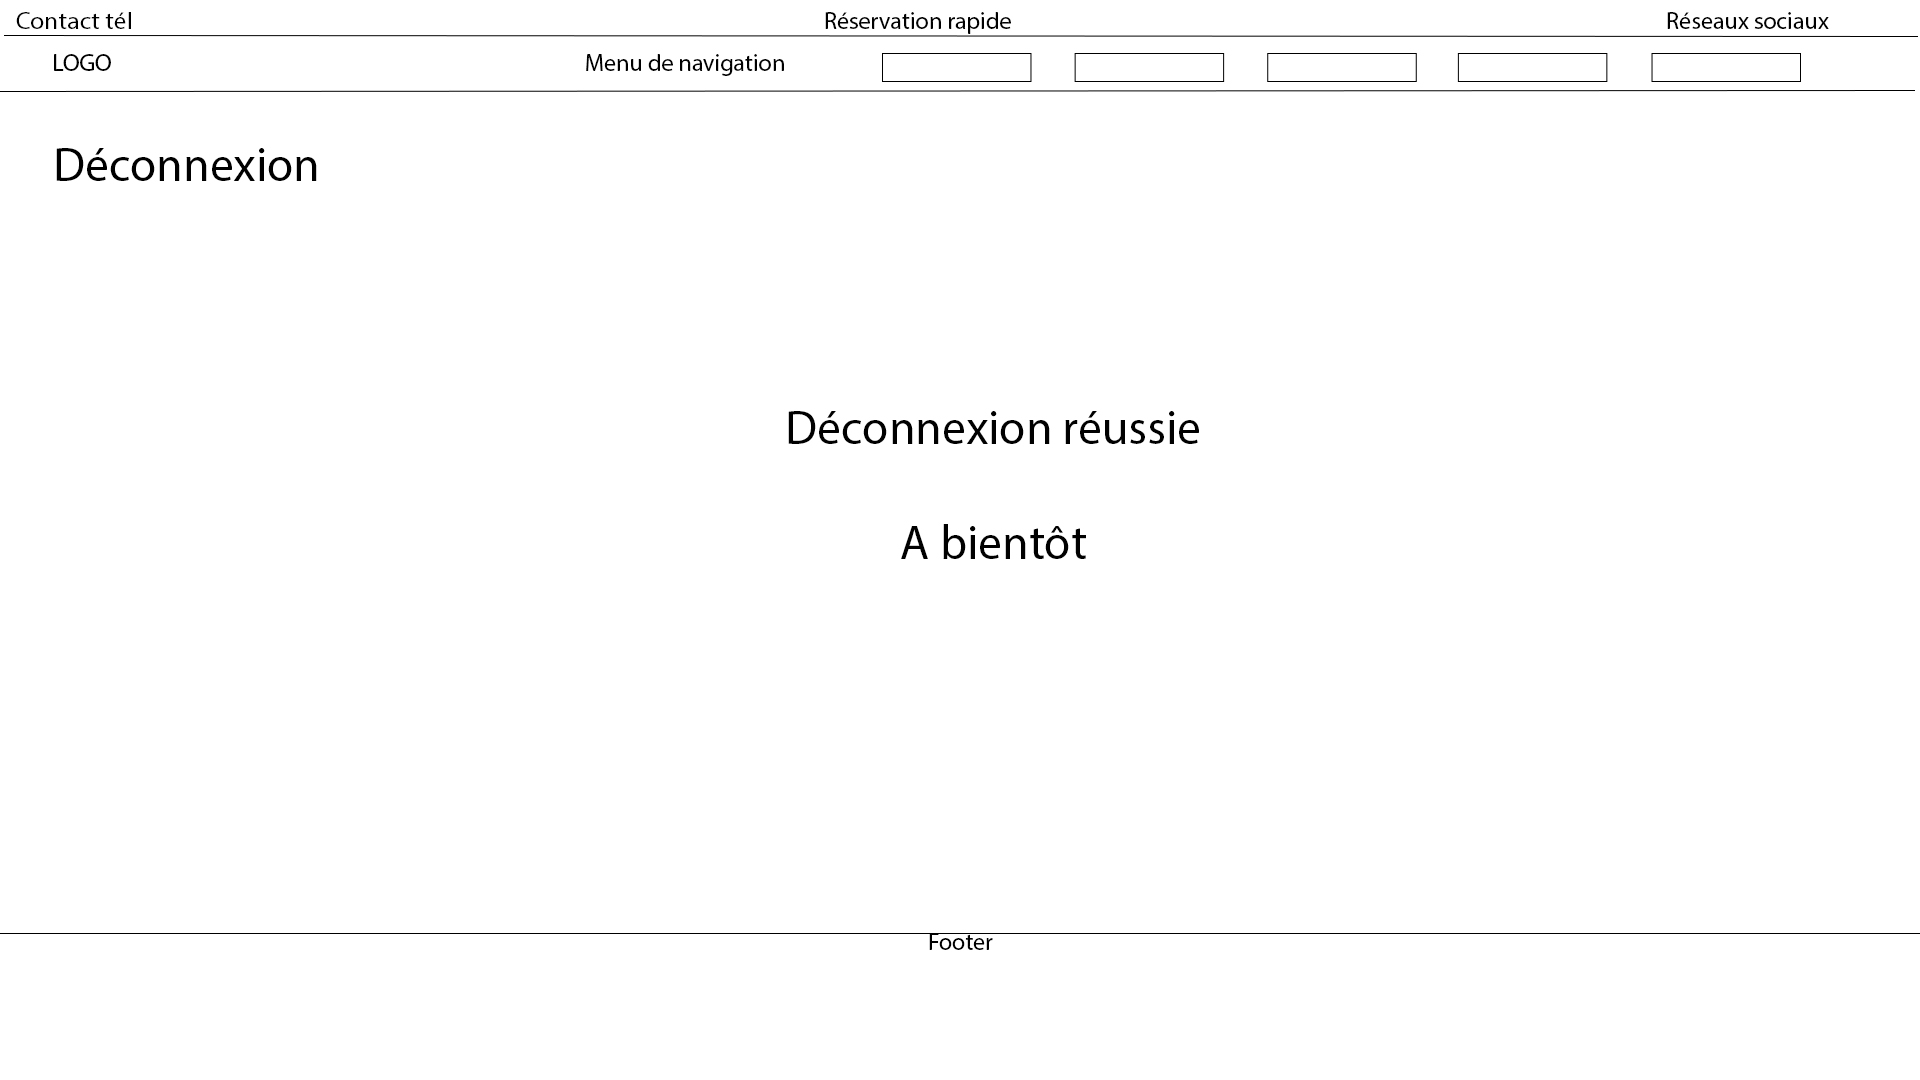 Contact tél
Réservation rapide
Réseaux sociaux
LOGO
Menu de navigation
Déconnexion
Déconnexion réussie
A bientôt
Footer